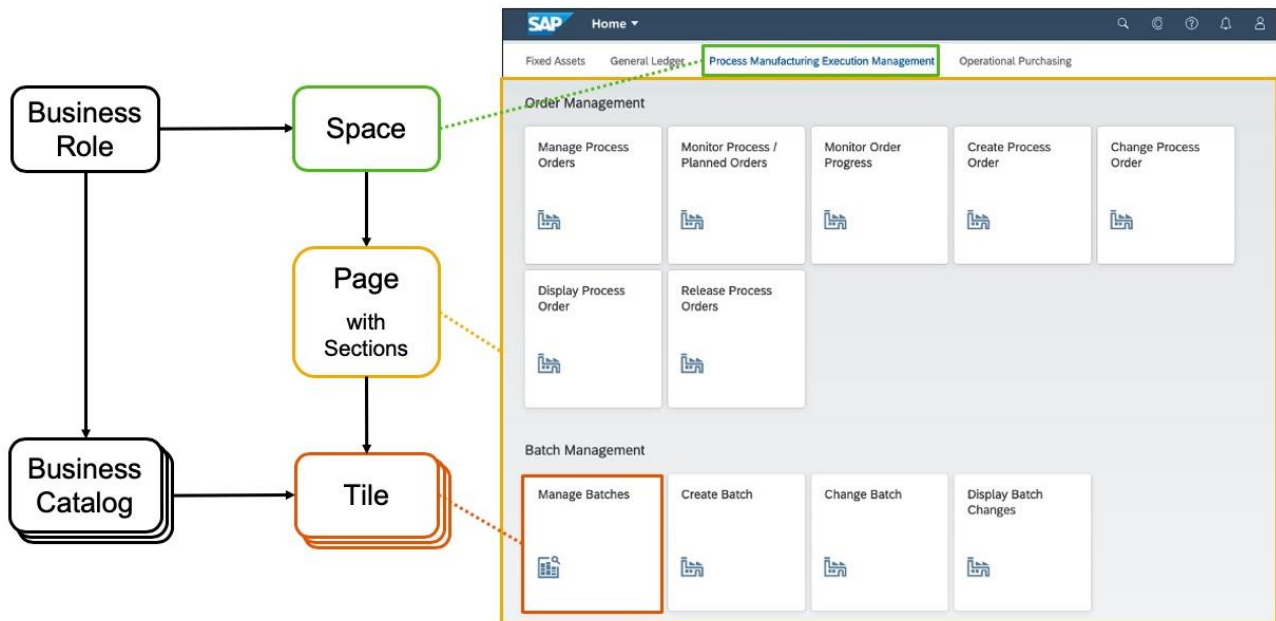 Business
Role
Space
Page
with
Sections
Business
Catalog
Tile
SAP Home
Fixed Assets General Ledger Process Manufacturing Execution Management Operational Purchasing
Order Management
Manage Process
Orders
Monitor Process /
Planned Orders
Monitor Order
Progress
Create Process
Order
Change Process
Order
Display Process
Order
Release Process
Orders
Batch Management
Manage Batches
Create Batch
Change Batch
Display Batch
Changes